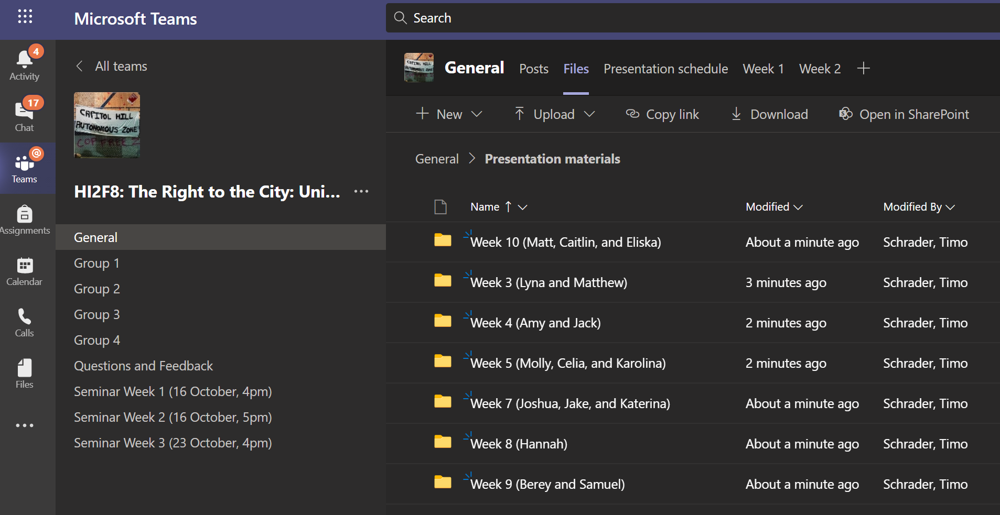 Microsoft Teams
Search
4
Activity
17
Chat
@
Teams
Assignments
Calendar
Calls
Files
All teams
CAPITOL HILL
AUTONOMOUS ZONE
COP FREE Z
HI2F8: The Right to the City: Uni...
General
Group 1
Group 2
Group 3
Group 4
Questions and Feedback
Seminar Week 1 (16 October, 4pm)
Seminar Week 2 (16 October, 5pm)
Seminar Week 3 (23 October, 4pm)
CAPITOL HILL
AUTONOMOUS ZONE
General Posts Files Presentation schedule Week 1 Week 2
New Upload Copy link Download Open in SharePoint
General > Presentation materials
Name Modified Modified By
Week 10 (Matt, Caitlin, and Eliska) About a minute ago Schrader, Timo
Week 3 (Lyna and Matthew) 3 minutes ago Schrader, Timo
Week 4 (Amy and Jack) 2 minutes ago Schrader, Timo
Week 5 (Molly, Celia, and Karolina) 2 minutes ago Schrader, Timo
Week 7 (Joshua, Jake, and Katerina) About a minute ago Schrader, Timo
Week 8 (Hannah) About a minute ago Schrader, Timo
Week 9 (Berey and Samuel) About a minute ago Schrader, Timo